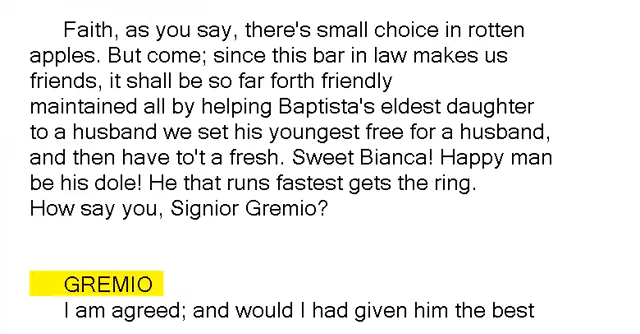 Faith, as you say, there's small choice in rotten
apples. But come; since this bar in law makes us
friends, it shall be so far forth friendly
maintained all by helping Baptista's eldest daughter
to a husband we set his youngest free for a husband,
and then have to't a fresh. Sweet Bianca! Happy man
be his dole! He that runs fastest gets the ring.
How say you, Signior Gremio?
GREMIO
I am agreed; and would I had given him the best